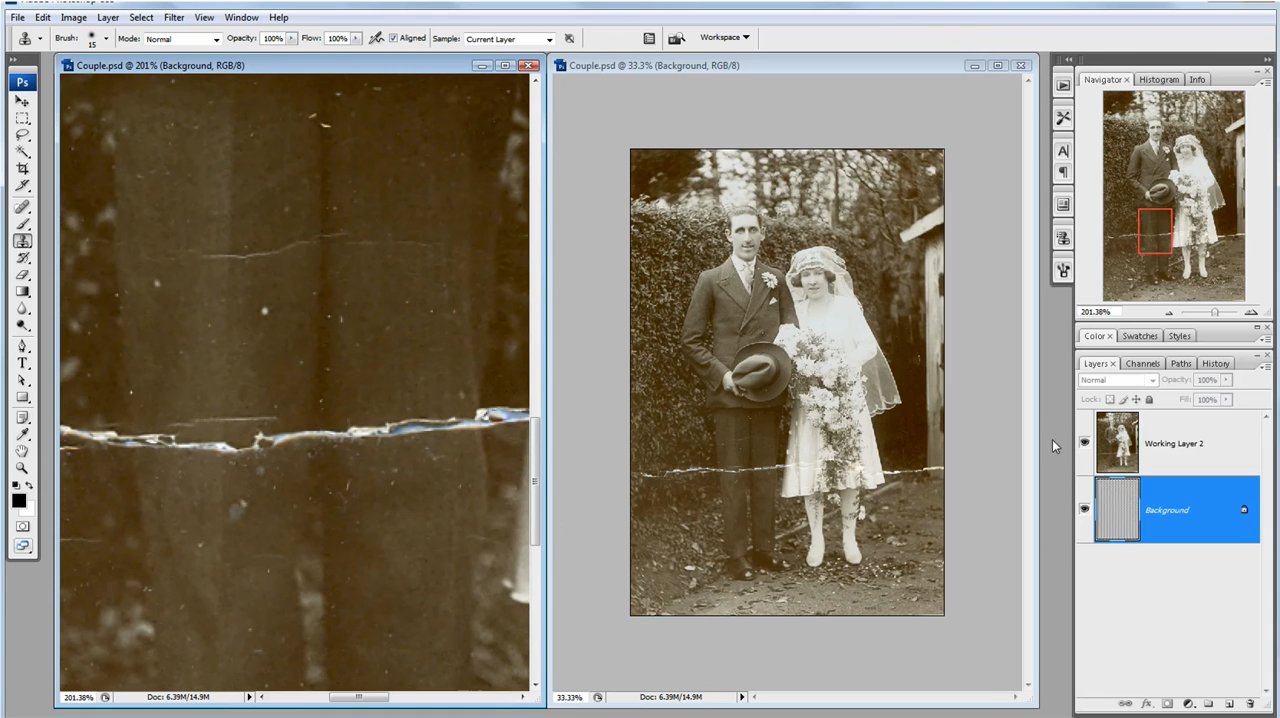 File Edit Image Layer Select Filter View Window Help
Brush: 15 Mode: Normal Opacity: 100% Flow: 100% Aligned Sample: Current Layer Workspace
Ps Couple.psd @ 201% (Background, RGB/8)
Couple.psd @ 33.3% (Background, RGB/8)
Navigator × Histogram Info
201.38%
Color × Swatches Styles
Layers × Channels Paths History
Normal Opacity: 100%
Lock: Fill: 100%
Working Layer 2
Background
201.38% Doc: 6.39M/14.9M
33.33% Doc: 6.39M/14.9M